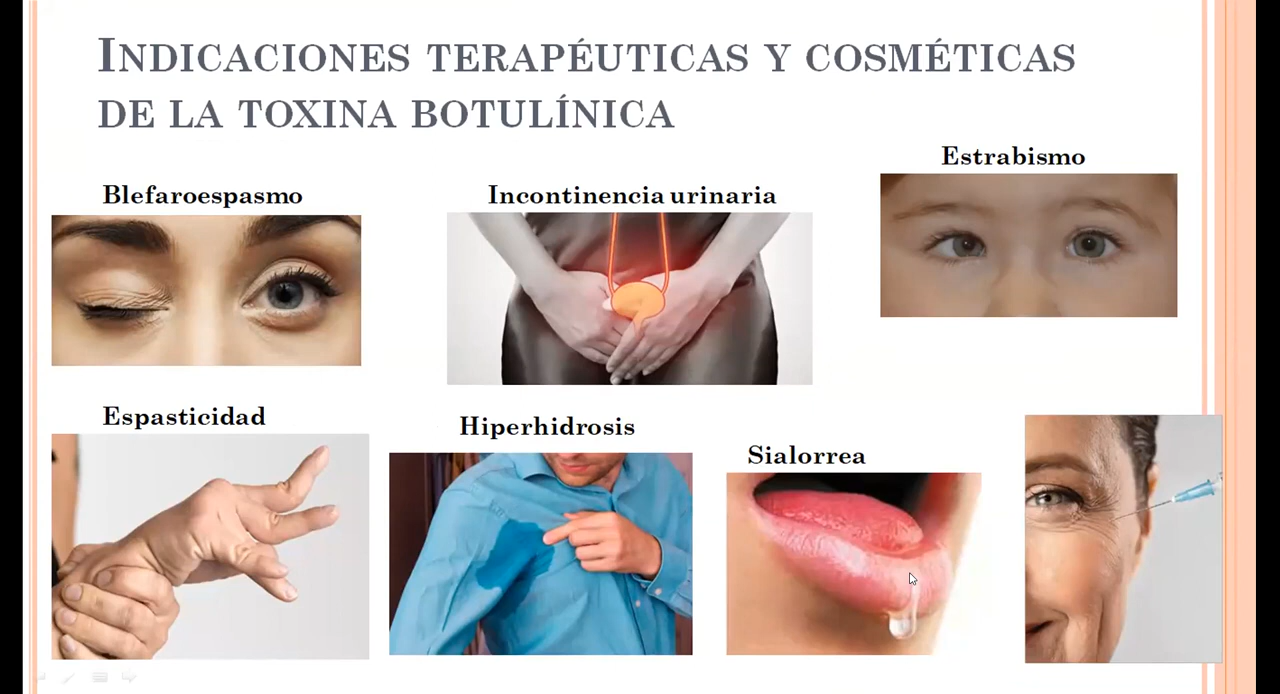 INDICACIONES TERAPÉUTICAS Y COSMÉTICAS
DE LA TOXINA BOTULÍNICA
Blefaroespasmo
Incontinencia urinaria
Estrabismo
Espasticidad
Hiperhidrosis
Sialorrea